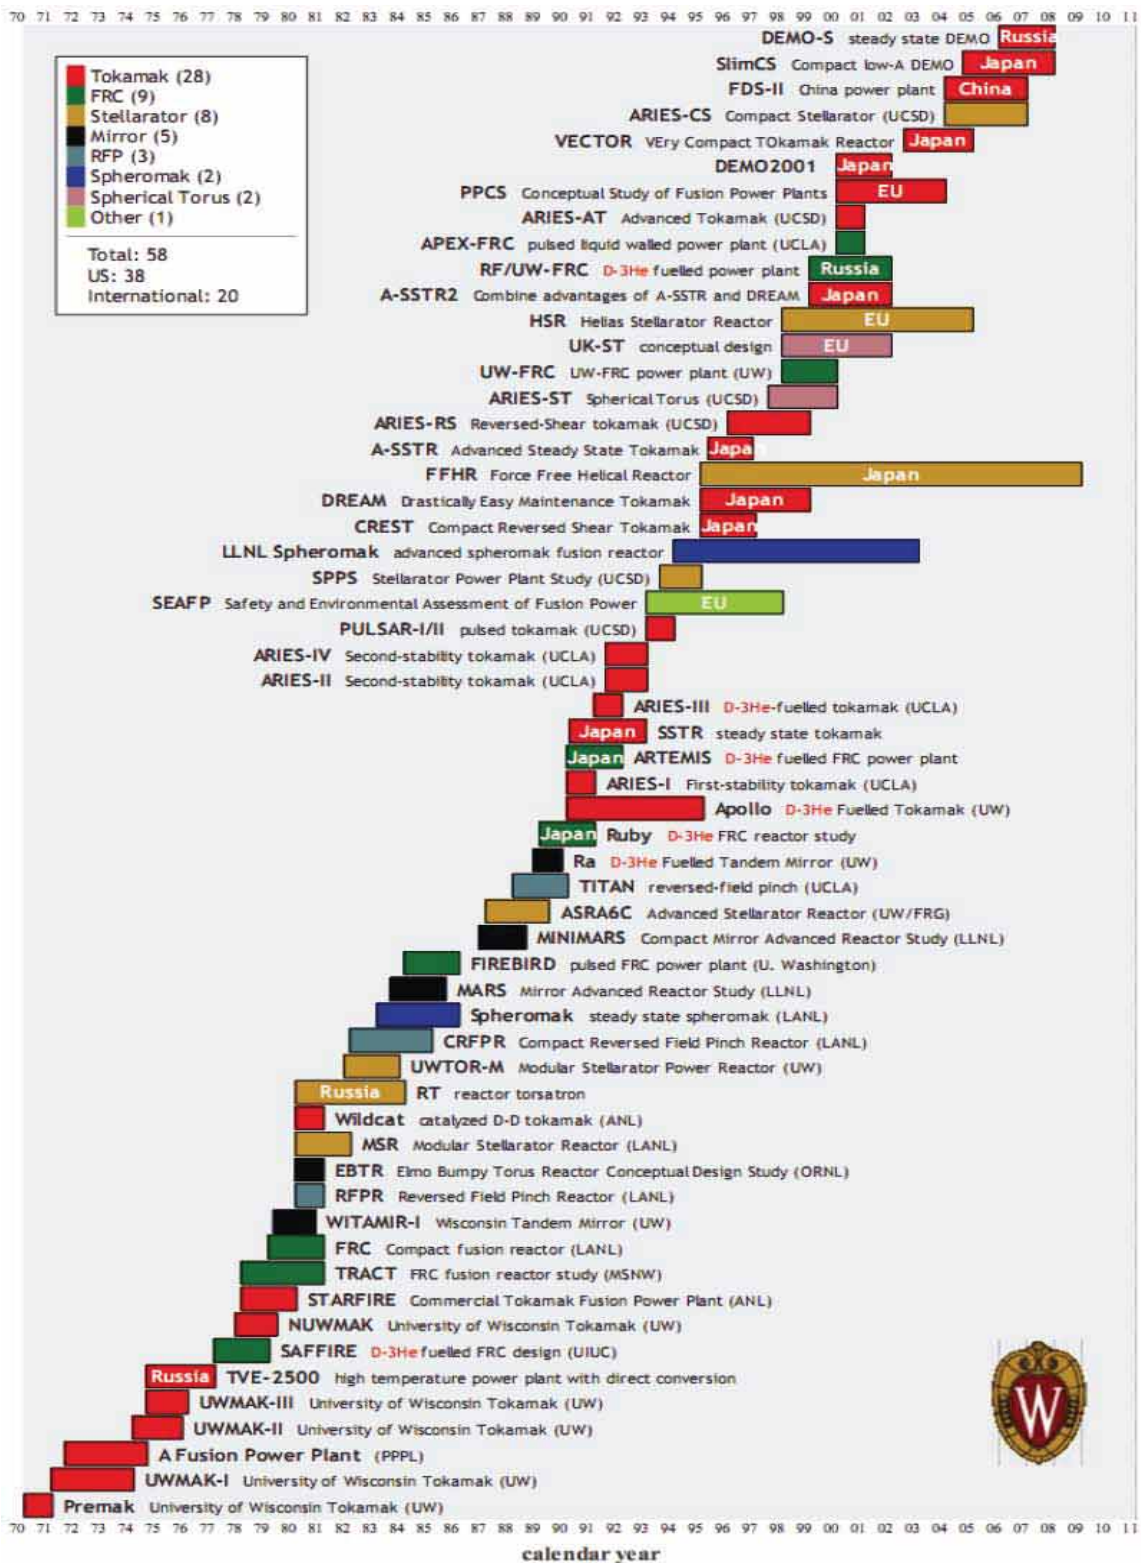 70 71 72 73 74 75 76 77 78 79 80 81 82 83 84 85 86 87 88 89 90 91 92 93 94 95 96 97 98 99 00 01 02 03 04 05 06 07 08 09 10 11
DEMO-S steady state DEMO Russia
SlimCS Compact low-A DEMO Japan
FDS-II China power plant China
ARIES-CS Compact Stellarator (UCSD)
VECTOR VEry Compact TOkamak Reactor Japan
DEMO2001 Japan
PPCS Conceptual Study of Fusion Power Plants EU
ARIES-AT Advanced Tokamak (UCSD)
APEX-FRC pulsed liquid walled power plant (UCLA)
RF/UW-FRC D-3He fuelled power plant Russia
A-SSTR2 Combine advantages of A-SSTR and DREAM Japan
HSR Helias Stellarator Reactor EU
UK-ST conceptual design EU
UW-FRC UW-FRC power plant (UW)
ARIES-ST Spherical Torus (UCSD)
ARIES-RS Reversed-Shear tokamak (UCSD)
A-SSTR Advanced Steady State Tokamak Japan
FFHR Force Free Helical Reactor Japan
DREAM Drastically Easy Maintenance Tokamak Japan
CREST Compact Reversed Shear Tokamak Japan
LLNL Spheromak advanced spheromak fusion reactor
SPPS Stellarator Power Plant Study (UCSD)
SEAFP Safety and Environmental Assessment of Fusion Power EU
PULSAR-I/II pulsed tokamak (UCSD)
ARIES-IV Second-stability tokamak (UCLA)
ARIES-II Second-stability tokamak (UCLA)
ARIES-III D-3He-fuelled tokamak (UCLA)
Japan SSTR steady state tokamak
Japan ARTEMIS D-3He fuelled FRC power plant
ARIES-I First-stability tokamak (UCLA)
Apollo D-3He Fuelled Tokamak (UW)
Japan Ruby D-3He FRC reactor study
Ra D-3He Fuelled Tandem Mirror (UW)
TITAN reversed-field pinch (UCLA)
ASRA6C Advanced Stellarator Reactor (UW/FRG)
MINIMARS Compact Mirror Advanced Reactor Study (LLNL)
FIREBIRD pulsed FRC power plant (U. Washington)
MARS Mirror Advanced Reactor Study (LLNL)
Spheromak steady state spheromak (LANL)
CRFPR Compact Reversed Field Pinch Reactor (LANL)
UWTOR-M Modular Stellarator Power Reactor (UW)
Russia RT reactor torsatron
Wildcat catalyzed D-D tokamak (ANL)
MSR Modular Stellarator Reactor (LANL)
EBTR Elmo Bumpy Torus Reactor Conceptual Design Study (ORNL)
RFPR Reversed Field Pinch Reactor (LANL)
WITAMIR-I Wisconsin Tandem Mirror (UW)
FRC Compact fusion reactor (LANL)
TRACT FRC fusion reactor study (MSNW)
STARFIRE Commercial Tokamak Fusion Power Plant (ANL)
NUWMAK University of Wisconsin Tokamak (UW)
SAFFIRE D-3He fuelled FRC design (UIUC)
Russia TVE-2500 high temperature power plant with direct conversion
UWMAK-III University of Wisconsin Tokamak (UW)
UWMAK-II University of Wisconsin Tokamak (UW)
A Fusion Power Plant (PPPL)
UWMAK-I University of Wisconsin Tokamak (UW)
Premak University of Wisconsin Tokamak (UW)
Tokamak (28)
FRC (9)
Stellarator (8)
Mirror (5)
RFP (3)
Spheromak (2)
Spherical Torus (2)
Other (1)
Total: 58
US: 38
International: 20
W
70 71 72 73 74 75 76 77 78 79 80 81 82 83 84 85 86 87 88 89 90 91 92 93 94 95 96 97 98 99 00 01 02 03 04 05 06 07 08 09 10 11
calendar year